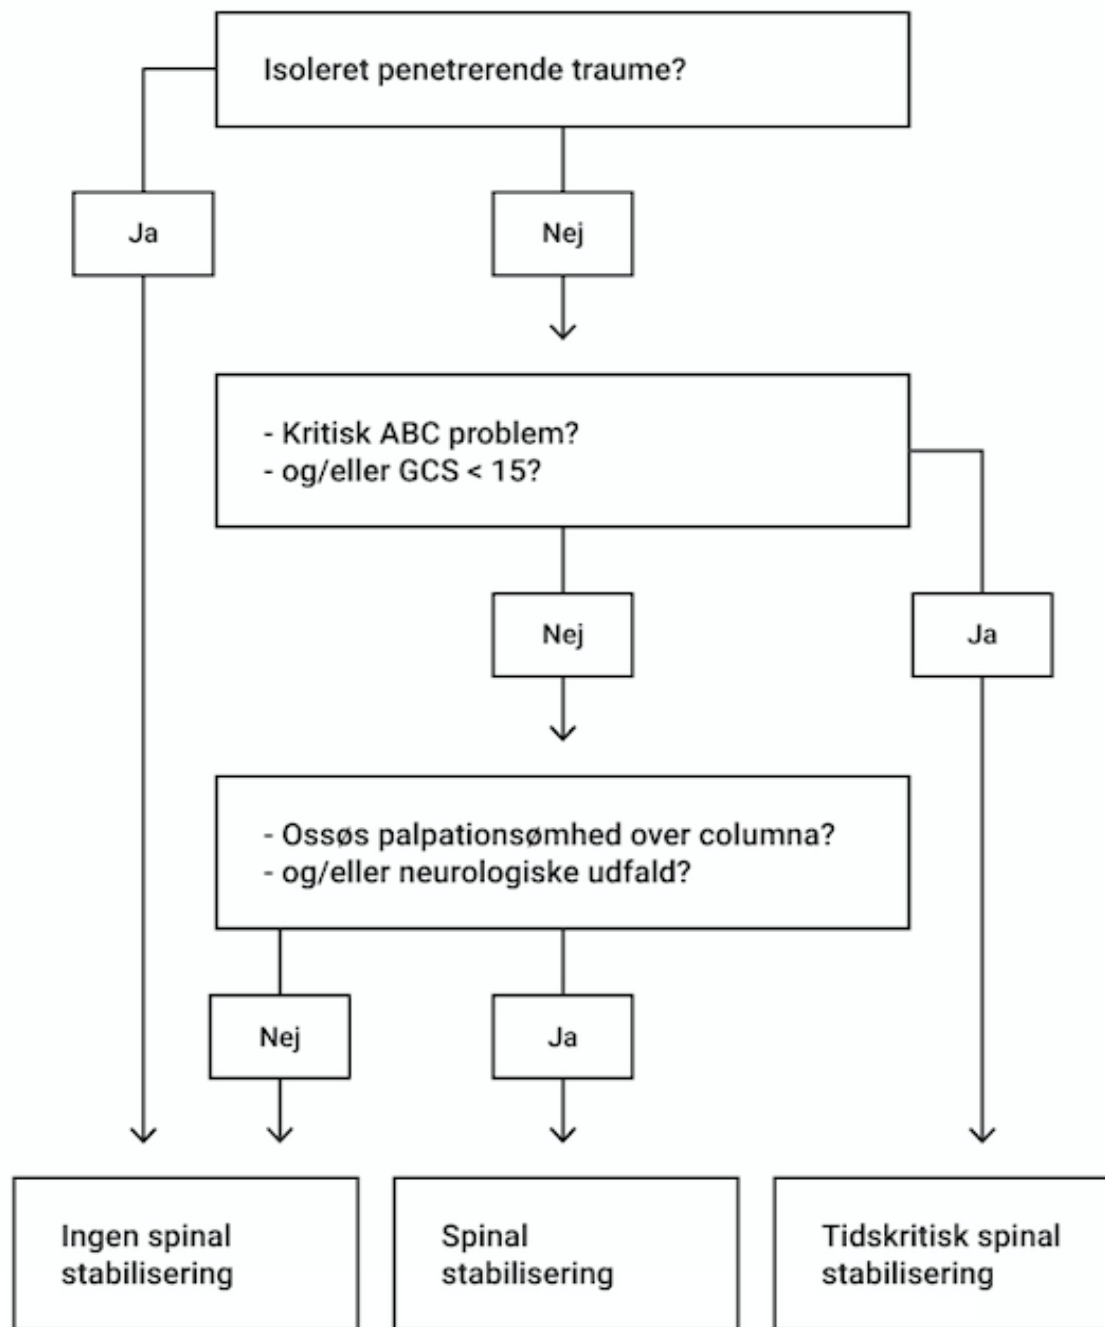 Isoleret penetrerende traume?
Ja
Nej
- Kritisk ABC problem?
- og/eller GCS < 15?
Nej
Ja
- Ossøs palpationsømhed over columna?
- og/eller neurologiske udfald?
Nej
Ja
Ingen spinal
stabilisering
Spinal
stabilisering
Tidskritisk spinal
stabilisering